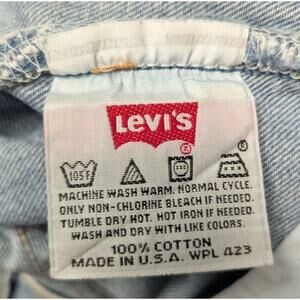 LEVI'S
105F
MACHINE WASH WARM. NORMAL CYCLE.
ONLY NON-CHLORINE BLEACH IF NEEDED.
TUMBLE DRY HOT. HOT IRON IF NEEDED.
WASH AND DRY WITH LIKE COLORS.
100% COTTON
MADE IN U.S.A. WPL 423